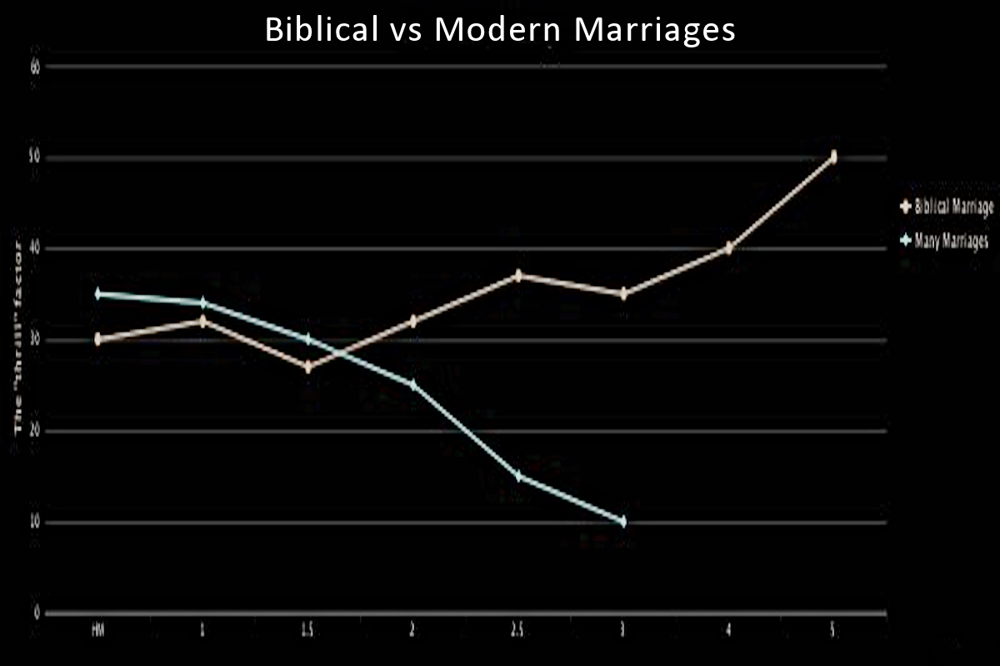 Biblical vs Modern Marriages
60
50
40
30
20
10
0
The "thrill" factor
HM
1
1.5
2
2.5
3
4
5
Biblical Marriage
Many Marriages